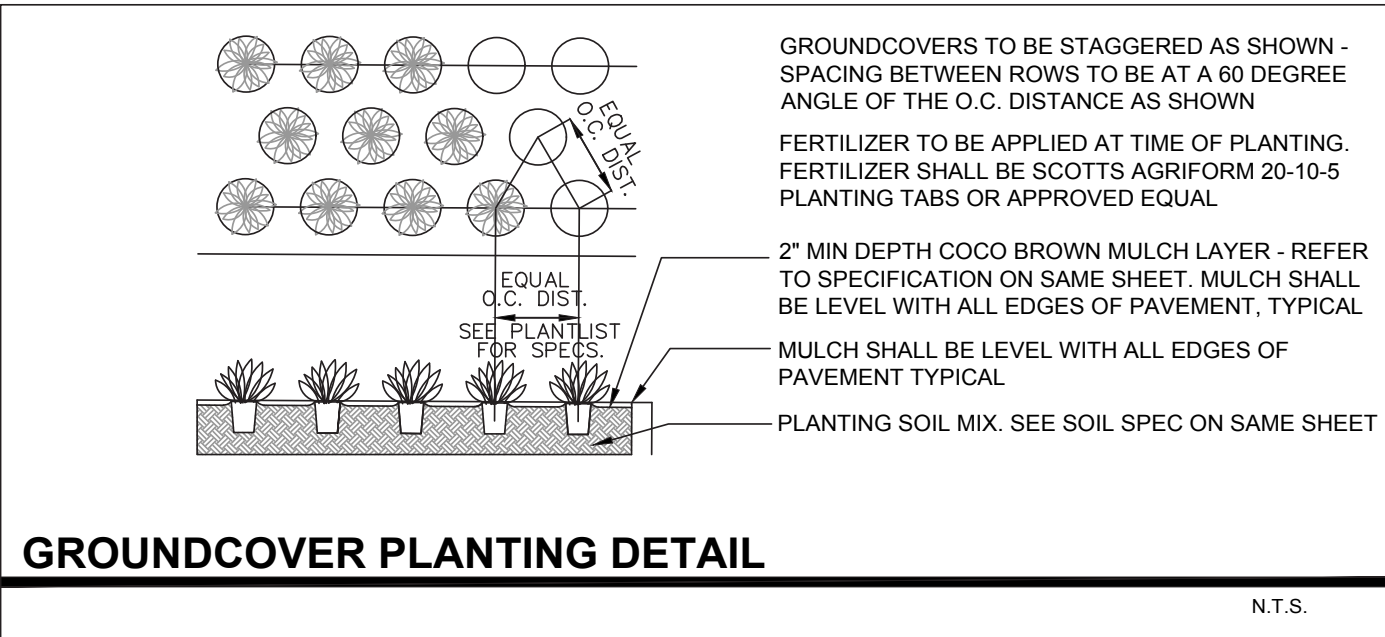 GROUNDCOVERS TO BE STAGGERED AS SHOWN -
SPACING BETWEEN ROWS TO BE AT A 60 DEGREE
ANGLE OF THE O.C. DISTANCE AS SHOWN
FERTILIZER TO BE APPLIED AT TIME OF PLANTING.
FERTILIZER SHALL BE SCOTTS AGRIFORM 20-10-5
PLANTING TABS OR APPROVED EQUAL
EQUAL
O.C. DIST.
2" MIN DEPTH COCO BROWN MULCH LAYER - REFER
TO SPECIFICATION ON SAME SHEET. MULCH SHALL
BE LEVEL WITH ALL EDGES OF PAVEMENT, TYPICAL
EQUAL
O.C. DIST.
SEE PLANTLIST
FOR SPECS.
MULCH SHALL BE LEVEL WITH ALL EDGES OF
PAVEMENT TYPICAL
PLANTING SOIL MIX. SEE SOIL SPEC ON SAME SHEET
GROUNDCOVER PLANTING DETAIL
N.T.S.